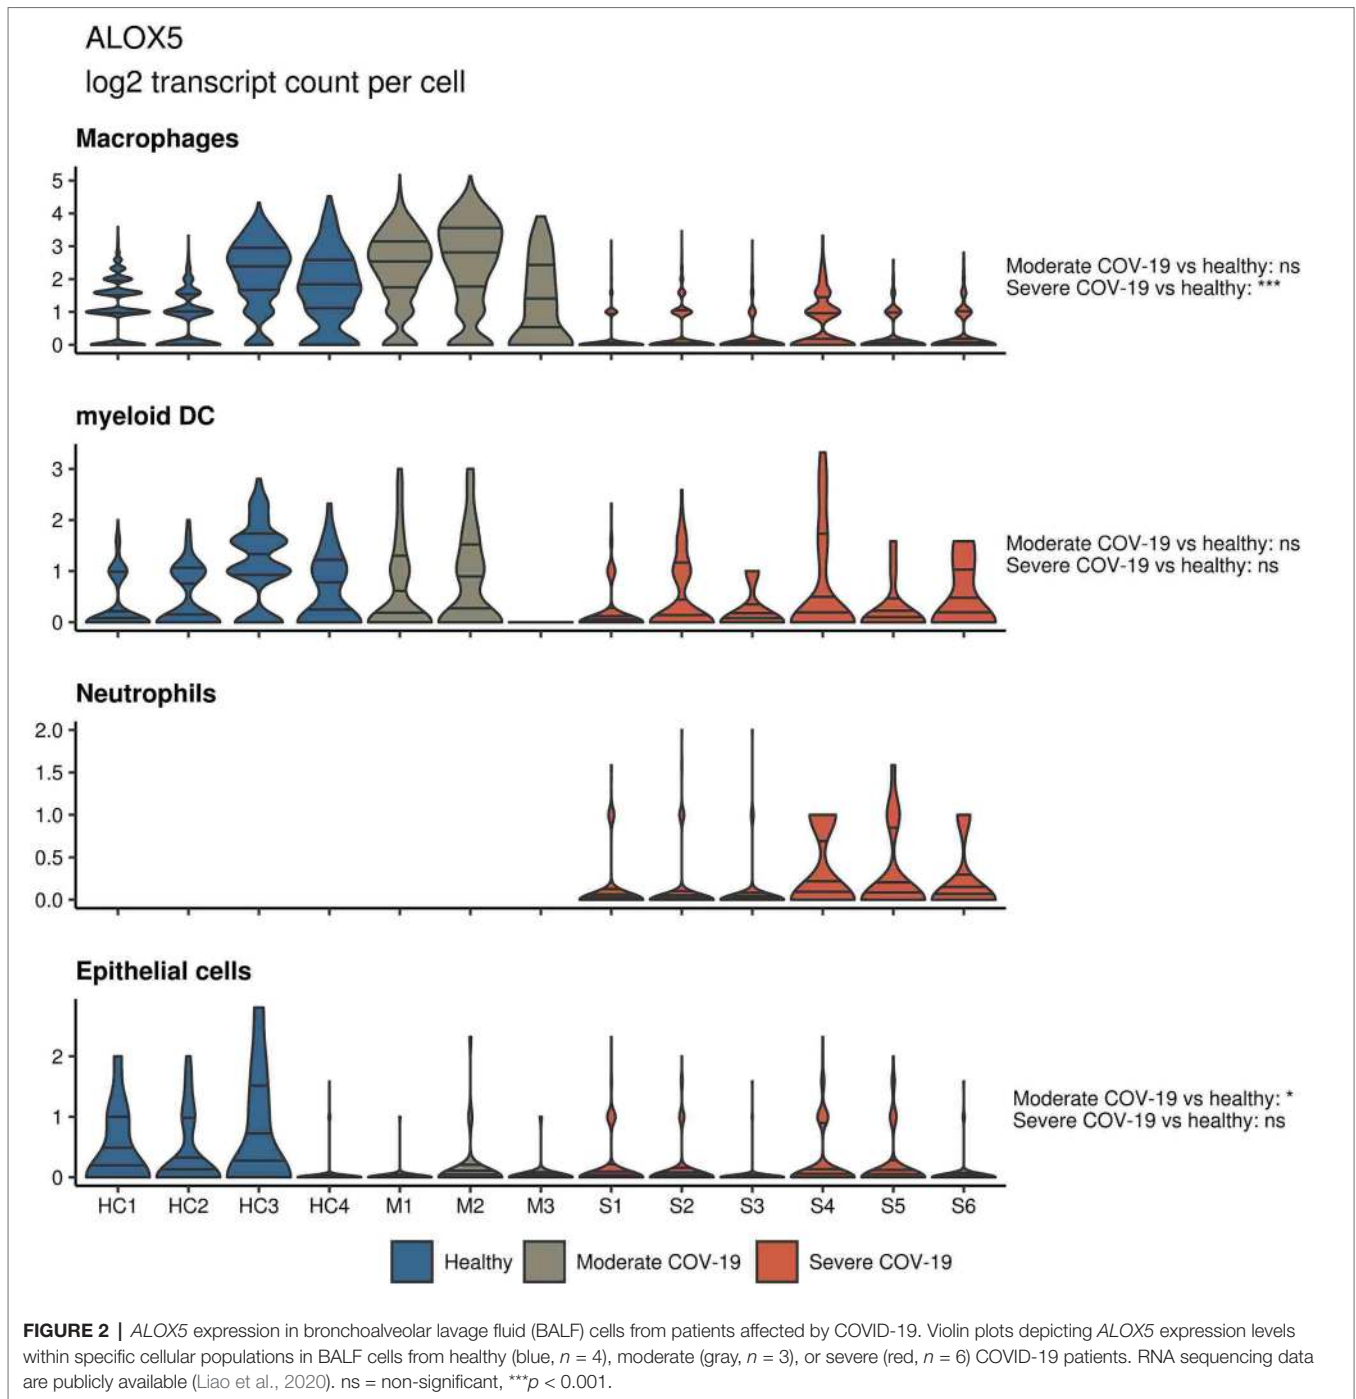 ALOX5
log2 transcript count per cell
Macrophages
5
4
3
2
1
0
Moderate COV-19 vs healthy: ns
Severe COV-19 vs healthy: ***
myeloid DC
3
2
1
0
Moderate COV-19 vs healthy: ns
Severe COV-19 vs healthy: ns
Neutrophils
2.0
1.5
1.0
0.5
0.0
Epithelial cells
2
1
0
Moderate COV-19 vs healthy: *
Severe COV-19 vs healthy: ns
HC1 HC2 HC3 HC4 M1 M2 M3 S1 S2 S3 S4 S5 S6
Healthy Moderate COV-19 Severe COV-19
FIGURE 2 | ALOX5 expression in bronchoalveolar lavage fluid (BALF) cells from patients affected by COVID-19. Violin plots depicting ALOX5 expression levels
within specific cellular populations in BALF cells from healthy (blue, n = 4), moderate (gray, n = 3), or severe (red, n = 6) COVID-19 patients. RNA sequencing data
are publicly available (Liao et al., 2020). ns = non-significant, ***p < 0.001.